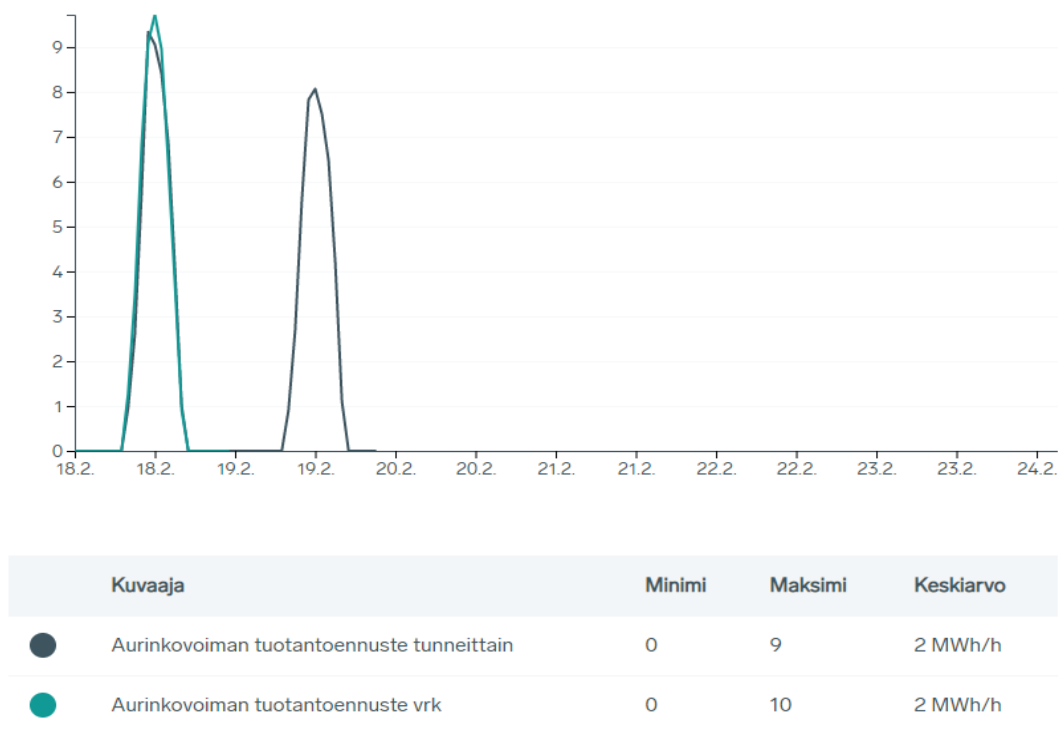 9
8
7
6
5
4
3
2
1
0
18.2. 18.2. 19.2. 19.2. 20.2. 20.2. 21.2. 21.2. 22.2. 22.2. 23.2. 23.2. 24.2.
Kuvaaja Minimi Maksimi Keskiarvo
Aurinkovoiman tuotantoennuste tunneittain 0 9 2 MWh/h
Aurinkovoiman tuotantoennuste vrk 0 10 2 MWh/h